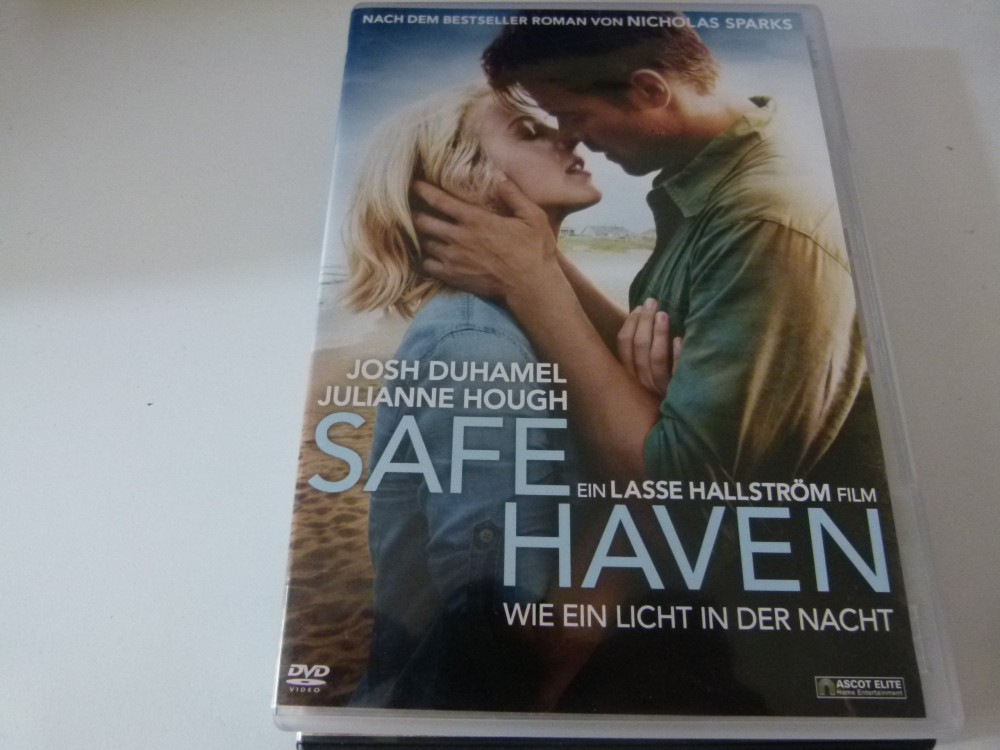 NACH DEM BESTSELLER ROMAN VON NICHOLAS SPARKS
JOSH DUHAMEL
JULIANNE HOUGH
SAFE
EIN LASSE HALLSTRÖM FILM
HAVEN
WIE EIN LICHT IN DER NACHT
DVD
VIDEO
ASCOT ELITE
Home Entertainment